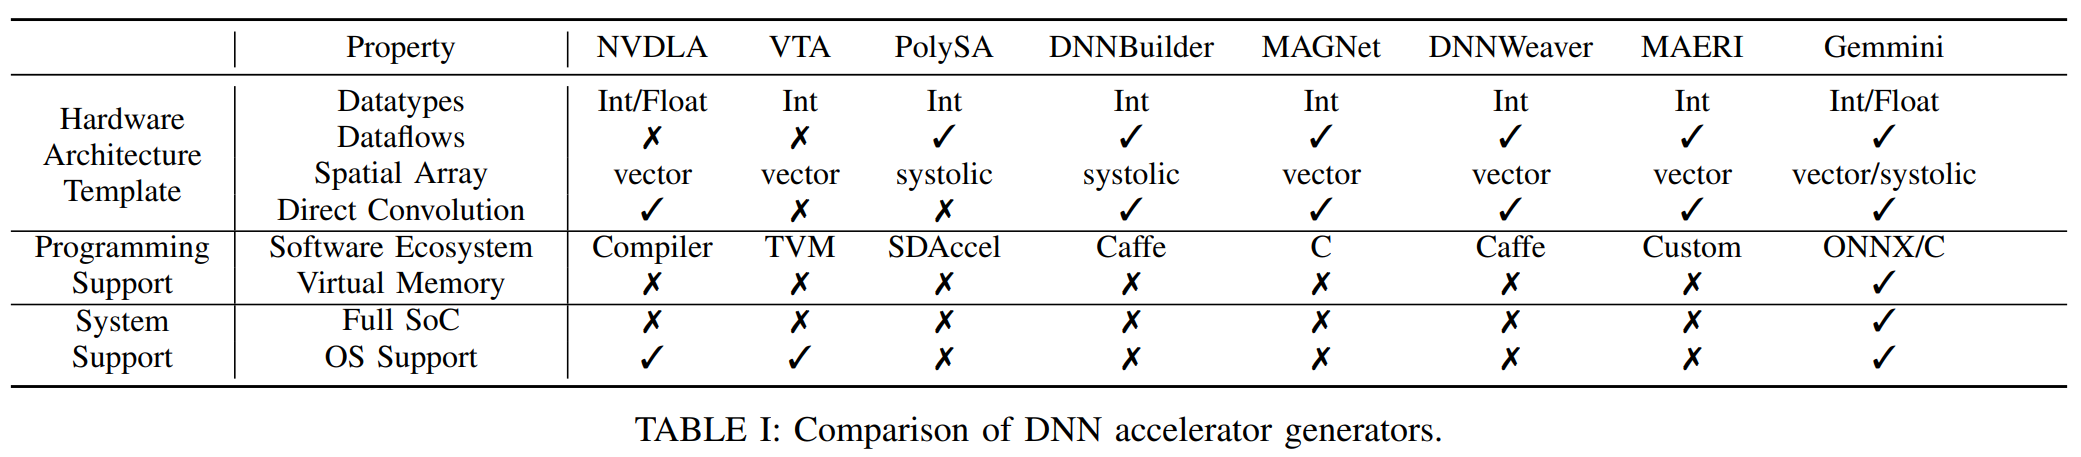 Property NVDLA VTA PolySA DNNBuilder MAGNet DNNWeaver MAERI Gemmini
Hardware Architecture Template
Datatypes Int/Float Int Int Int Int Int Int Int/Float
Dataflows ✗ ✗ ✓ ✓ ✓ ✓ ✓ ✓
Spatial Array vector vector systolic systolic vector vector vector vector/systolic
Direct Convolution ✓ ✗ ✗ ✓ ✓ ✓ ✓ ✓
Programming Support
Software Ecosystem Compiler TVM SDAccel Caffe C Caffe Custom ONNX/C
Virtual Memory ✗ ✗ ✗ ✗ ✗ ✗ ✗ ✓
System Support
Full SoC ✗ ✗ ✗ ✗ ✗ ✗ ✗ ✓
OS Support ✓ ✓ ✗ ✗ ✗ ✗ ✗ ✓
TABLE I: Comparison of DNN accelerator generators.